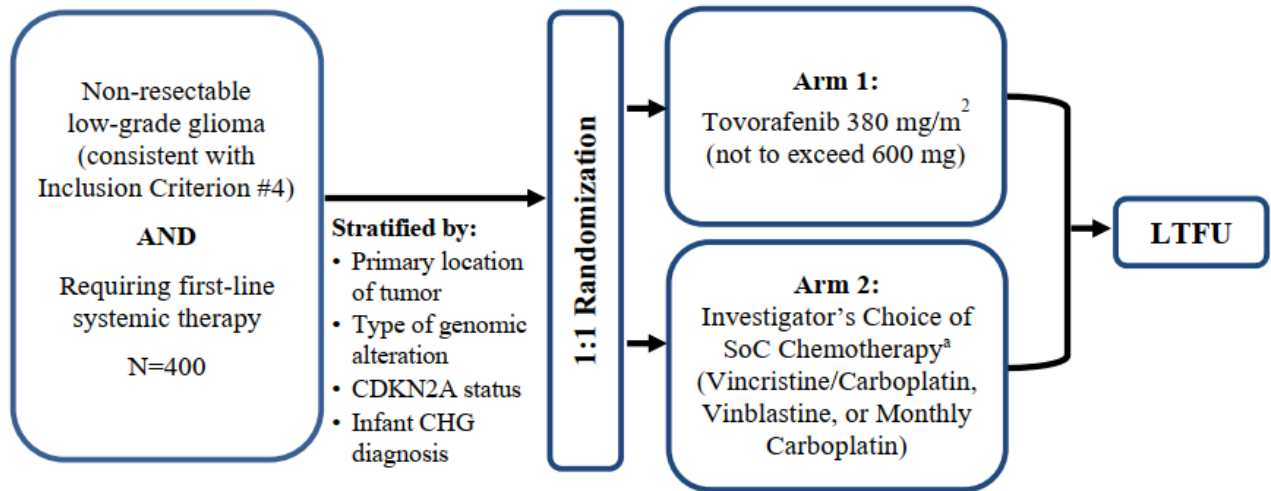 Non-resectable
low-grade glioma
(consistent with
Inclusion Criterion #4)
AND
Requiring first-line
systemic therapy
N=400
Stratified by:
• Primary location
of tumor
• Type of genomic
alteration
• CDKN2A status
• Infant CHG
diagnosis
1:1 Randomization
Arm 1:
Tovorafenib 380 mg/m²
(not to exceed 600 mg)
Arm 2:
Investigator’s Choice of
SoC Chemotherapyᵃ
(Vincristine/Carboplatin,
Vinblastine, or Monthly
Carboplatin)
LTFU